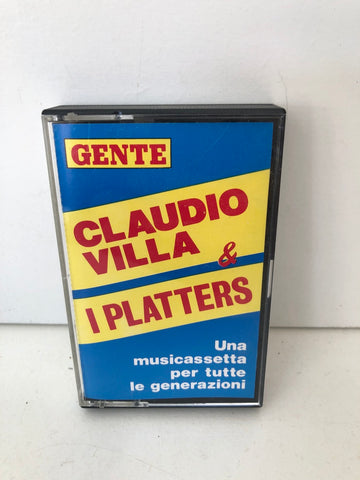 GENTE
CLAUDIO
VILLA
&
I PLATTERS
Una
musicassetta
per tutte
le generazioni